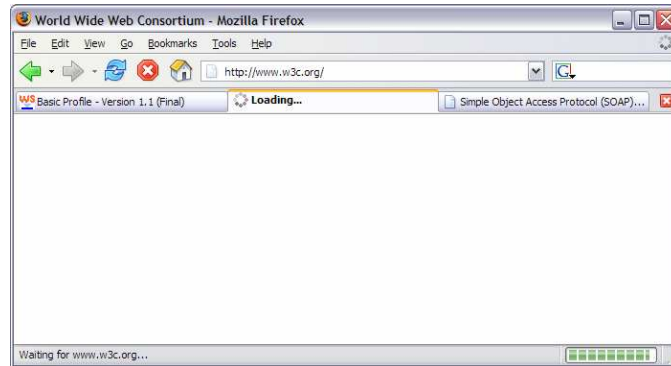 World Wide Web Consortium - Mozilla Firefox
File Edit View Go Bookmarks Tools Help
http://www.w3c.org/ G
WS Basic Profile - Version 1.1 (Final) Loading... Simple Object Access Protocol (SOAP)...
Waiting for www.w3c.org...